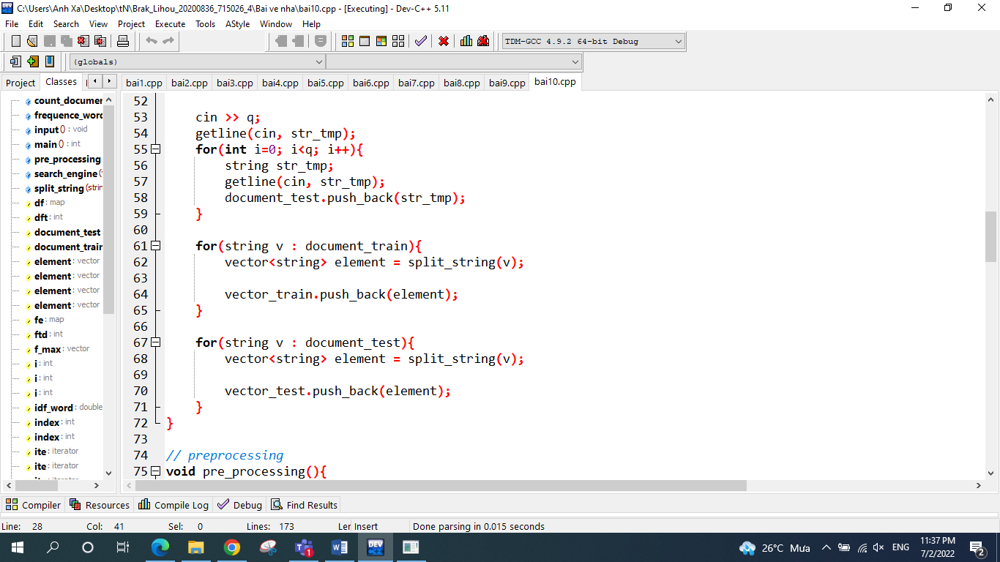 C:\Users\Anh Xa\Desktop\tN\Brak_Lihou_20200836_715026_4\Bai ve nha\bai10.cpp - [Executing] - Dev-C++ 5.11
File Edit Search View Project Execute Tools AStyle Window Help
TDM-GCC 4.9.2 64-bit Debug
(globals)
Project Classes
bai1.cpp bai2.cpp bai3.cpp bai4.cpp bai5.cpp bai6.cpp bai7.cpp bai8.cpp bai9.cpp bai10.cpp
count_documen
frequence_word
input () : void
main () : int
pre_processing
search_engine (
split_string (strin
df : map
dft : int
document_test
document_train
element : vector
element : vector
element : vector
element : vector
fe : map
ftd : int
f_max : vector
i : int
i : int
i : int
idf_word : double
index : int
index : int
ite : iterator
ite : iterator
52
53 cin >> q;
54 getline(cin, str_tmp);
55 for(int i=0; i<q; i++){
56 string str_tmp;
57 getline(cin, str_tmp);
58 document_test.push_back(str_tmp);
59 }
60
61 for(string v : document_train){
62 vector<string> element = split_string(v);
63
64 vector_train.push_back(element);
65 }
66
67 for(string v : document_test){
68 vector<string> element = split_string(v);
69
70 vector_test.push_back(element);
71 }
72 }
73
74 // preprocessing
75 void pre_processing(){
Compiler Resources Compile Log Debug Find Results
Line: 28 Col: 41 Sel: 0 Lines: 173 Ler Insert Done parsing in 0.015 seconds
26°C Mưa ENG 11:37 PM
7/2/2022
1
2
DEV